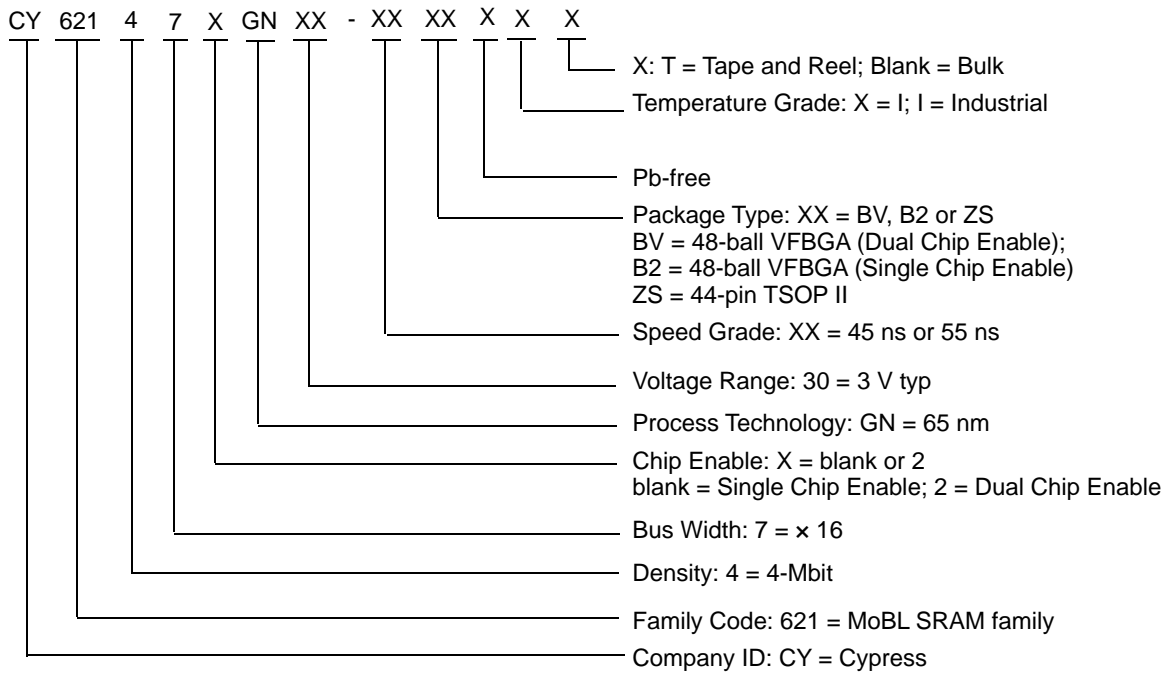 CY 621 4 7 X GN XX - XX XX X X X
X: T = Tape and Reel; Blank = Bulk
Temperature Grade: X = I; I = Industrial
Pb-free
Package Type: XX = BV, B2 or ZS
BV = 48-ball VFBGA (Dual Chip Enable);
B2 = 48-ball VFBGA (Single Chip Enable)
ZS = 44-pin TSOP II
Speed Grade: XX = 45 ns or 55 ns
Voltage Range: 30 = 3 V typ
Process Technology: GN = 65 nm
Chip Enable: X = blank or 2
blank = Single Chip Enable; 2 = Dual Chip Enable
Bus Width: 7 = × 16
Density: 4 = 4-Mbit
Family Code: 621 = MoBL SRAM family
Company ID: CY = Cypress